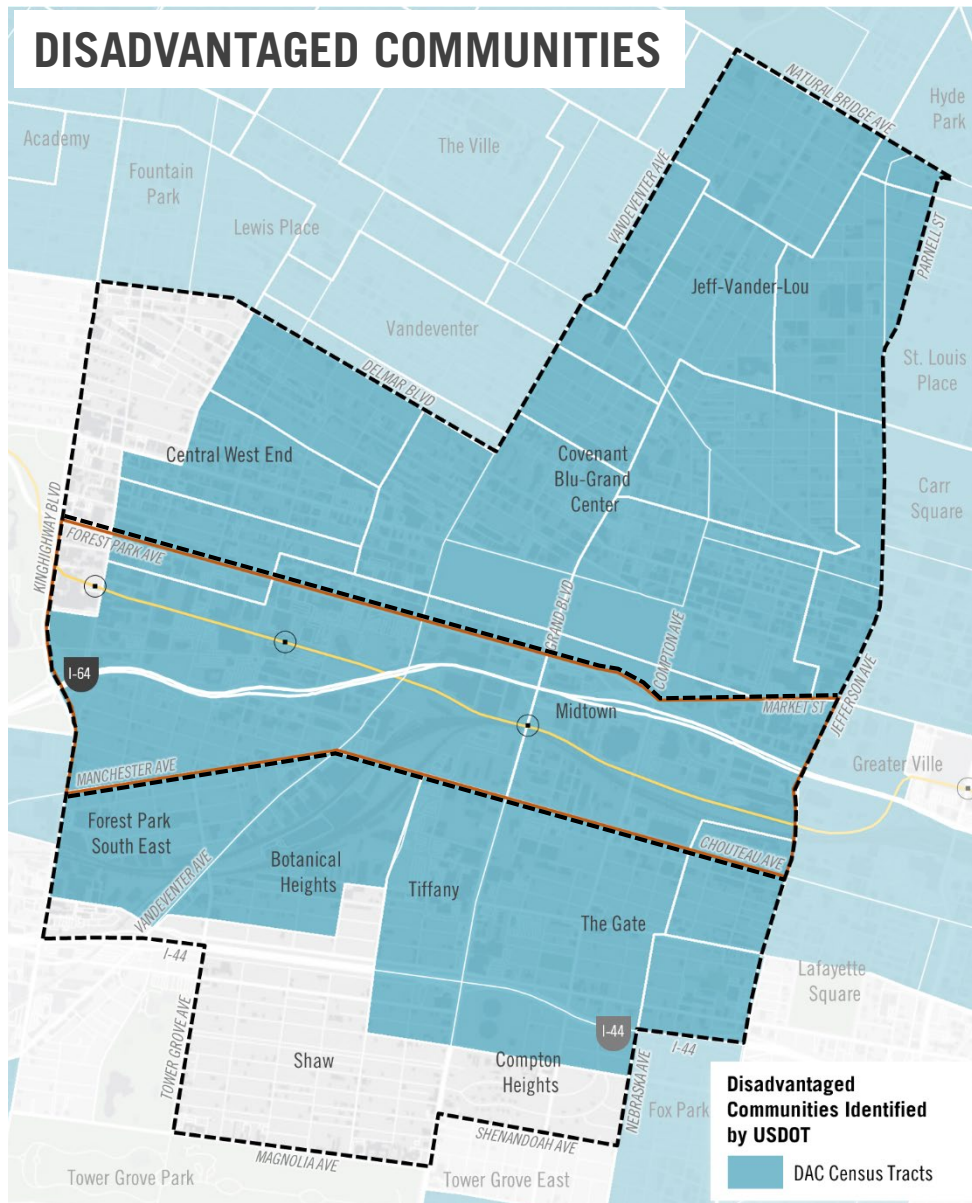 DISADVANTAGED COMMUNITIES
NATURAL BRIDGE AVE
Hyde
Park
Academy
The Ville
Fountain
Park
Lewis Place
VANDEVENTER AVE
PARNELL ST
Jeff-Vander-Lou
Vandeventer
St. Louis
Place
DELMAR BLVD
Central West End
Covenant
Blu-Grand
Center
Carr
Square
KINGHIGHWAY BLVD
FOREST PARK AVE
GRAND BLVD
COMPTON AVE
I-64
Midtown
MARKET ST
JEFFERSON AVE
MANCHESTER AVE
Greater Ville
Forest Park
South East
Botanical
Heights
CHOUTEAU AVE
VANDEVENTER AVE
Tiffany
The Gate
I-44
Lafayette
Square
TOWER GROVE AVE
I-44
I-44
Shaw
Compton
Heights
NEBRASKA AVE
Fox Park
SHENANDOAH AVE
MAGNOLIA AVE
Tower Grove Park
Tower Grove East
Disadvantaged
Communities Identified
by USDOT
DAC Census Tracts